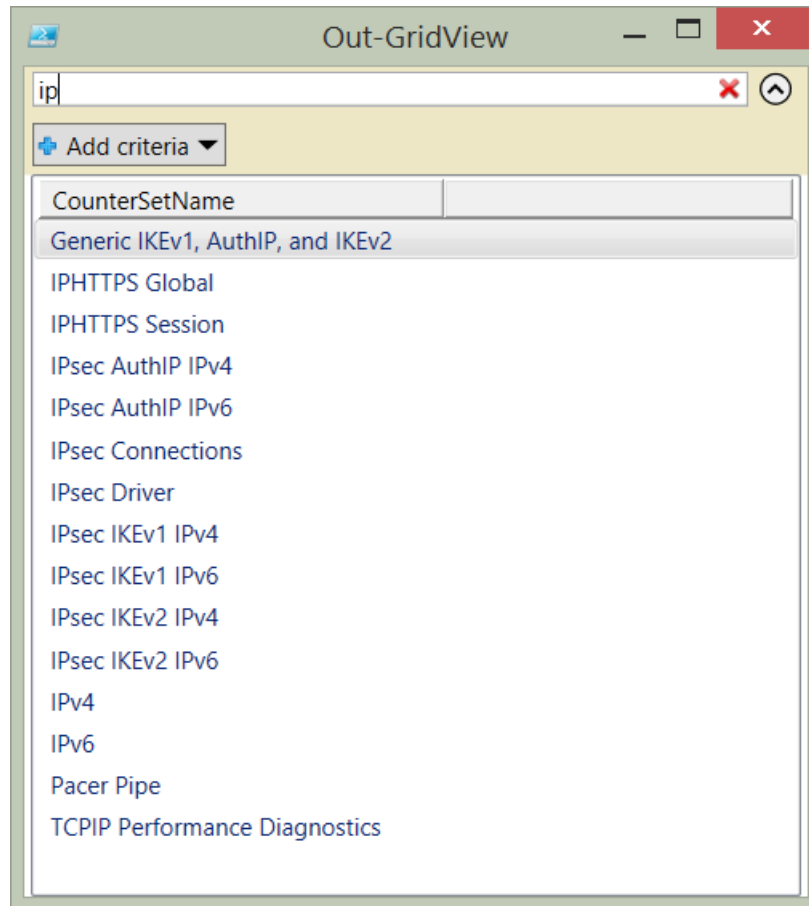 Out-GridView
ip
Add criteria
CounterSetName
Generic IKEv1, AuthIP, and IKEv2
IPHTTPS Global
IPHTTPS Session
IPsec AuthIP IPv4
IPsec AuthIP IPv6
IPsec Connections
IPsec Driver
IPsec IKEv1 IPv4
IPsec IKEv1 IPv6
IPsec IKEv2 IPv4
IPsec IKEv2 IPv6
IPv4
IPv6
Pacer Pipe
TCPIP Performance Diagnostics